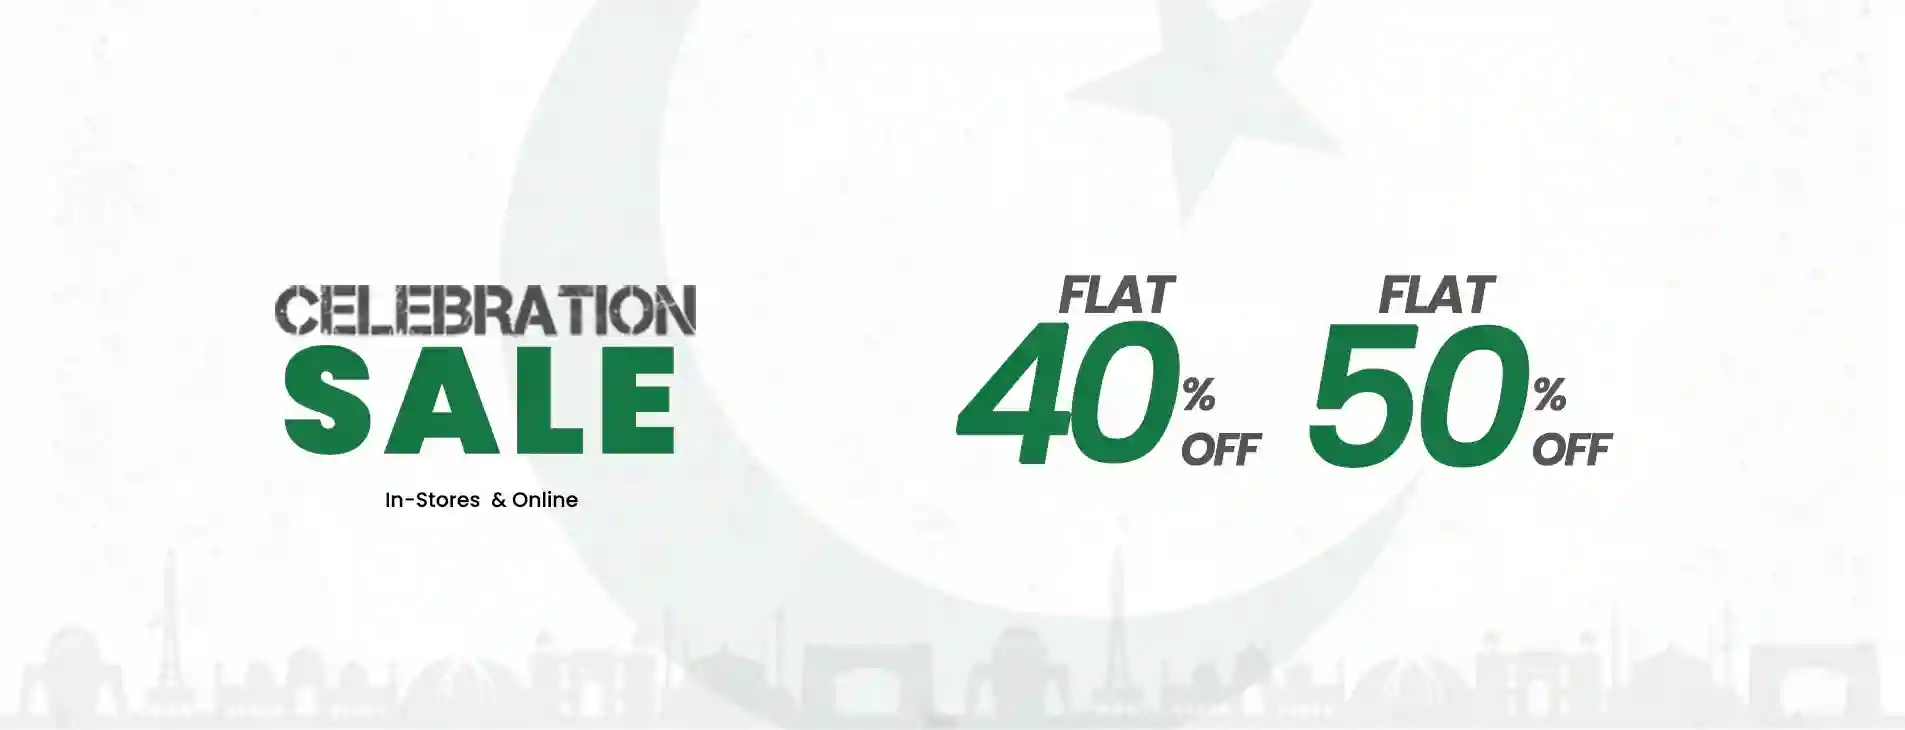 CELEBRATION
SALE
In-Stores & Online
FLAT
40% OFF
FLAT
50% OFF